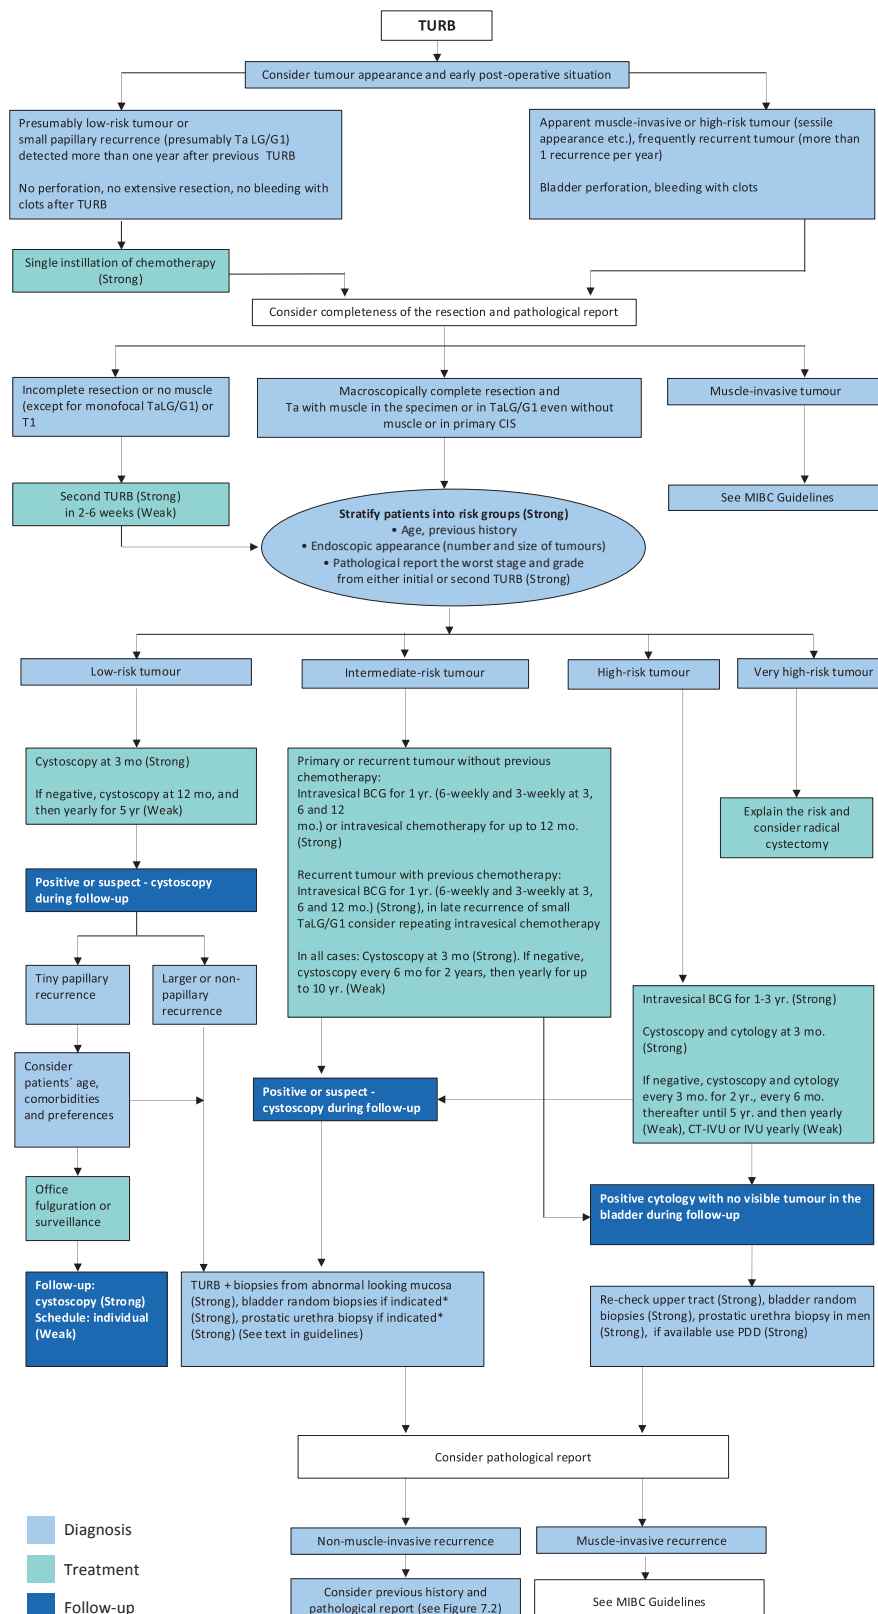 TURB
Consider tumour appearance and early post-operative situation
Presumably low-risk tumour or
small papillary recurrence (presumably Ta LG/G1)
detected more than one year after previous TURB
No perforation, no extensive resection, no bleeding with
clots after TURB
Apparent muscle-invasive or high-risk tumour (sessile
appearance etc.), frequently recurrent tumour (more than
1 recurrence per year)
Bladder perforation, bleeding with clots
Single instillation of chemotherapy
(Strong)
Consider completeness of the resection and pathological report
Incomplete resection or no muscle
(except for monofocal TaLG/G1) or
T1
Macroscopically complete resection and
Ta with muscle in the specimen or in TaLG/G1 even without
muscle or in primary CIS
Muscle-invasive tumour
Second TURB (Strong)
in 2-6 weeks (Weak)
See MIBC Guidelines
Stratify patients into risk groups (Strong)
• Age, previous history
• Endoscopic appearance (number and size of tumours)
• Pathological report the worst stage and grade
from either initial or second TURB (Strong)
Low-risk tumour
Intermediate-risk tumour
High-risk tumour
Very high-risk tumour
Cystoscopy at 3 mo (Strong)
If negative, cystoscopy at 12 mo, and
then yearly for 5 yr (Weak)
Primary or recurrent tumour without previous
chemotherapy:
Intravesical BCG for 1 yr. (6-weekly and 3-weekly at 3,
6 and 12
mo.) or intravesical chemotherapy for up to 12 mo.
(Strong)
Recurrent tumour with previous chemotherapy:
Intravesical BCG for 1 yr. (6-weekly and 3-weekly at 3,
6 and 12 mo.) (Strong), in late recurrence of small
TaLG/G1 consider repeating intravesical chemotherapy
In all cases: Cystoscopy at 3 mo (Strong). If negative,
cystoscopy every 6 mo for 2 years, then yearly for up
to 10 yr. (Weak)
Explain the risk and
consider radical
cystectomy
Positive or suspect - cystoscopy
during follow-up
Tiny papillary
recurrence
Larger or non-
papillary
recurrence
Intravesical BCG for 1-3 yr. (Strong)
Cystoscopy and cytology at 3 mo.
(Strong)
If negative, cystoscopy and cytology
every 3 mo. for 2 yr., every 6 mo.
thereafter until 5 yr. and then yearly
(Weak), CT-IVU or IVU yearly (Weak)
Consider
patients´ age,
comorbidities
and preferences
Positive or suspect -
cystoscopy during follow-up
Office
fulguration or
surveillance
Positive cytology with no visible tumour in the
bladder during follow-up
Follow-up:
cystoscopy (Strong)
Schedule: individual
(Weak)
TURB + biopsies from abnormal looking mucosa
(Strong), bladder random biopsies if indicated*
(Strong), prostatic urethra biopsy if indicated*
(Strong) (See text in guidelines)
Re-check upper tract (Strong), bladder random
biopsies (Strong), prostatic urethra biopsy in men
(Strong), if available use PDD (Strong)
Consider pathological report
Non-muscle-invasive recurrence
Muscle-invasive recurrence
Consider previous history and
pathological report (see Figure 7.2)
See MIBC Guidelines
Diagnosis
Treatment
Follow-up